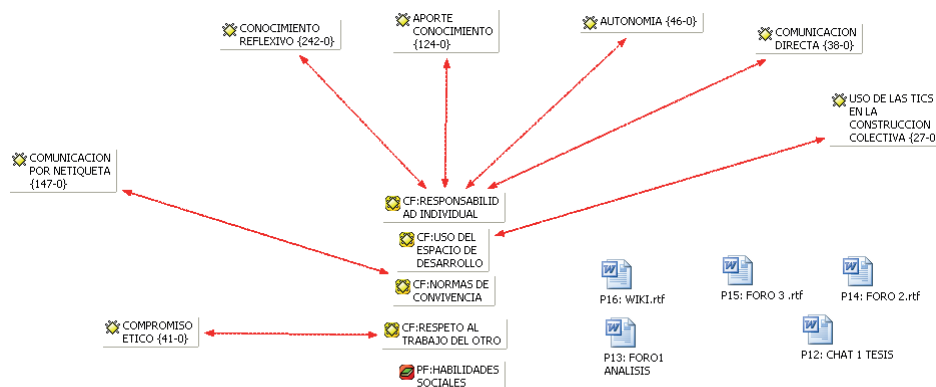 CONOCIMIENTO
REFLEXIVO {242-0}
APORTE
CONOCIMIENTO
{124-0}
AUTONOMIA {46-0}
COMUNICACION
DIRECTA {38-0}
USO DE LAS TICS
EN LA
CONSTRUCCION
COLECTIVA {27-0
COMUNICACION
POR NETIQUETA
{147-0}
CF:RESPONSABILID
AD INDIVIDUAL
CF:USO DEL
ESPACIO DE
DESARROLLO
CF:NORMAS DE
CONVIVENCIA
COMPROMISO
ETICO {41-0}
CF:RESPETO AL
TRABAJO DEL OTRO
PF:HABILIDADES
SOCIALES
P16: WIKI.rtf
P15: FORO 3 .rtf
P14: FORO 2.rtf
P13: FORO1
ANALISIS
P12: CHAT 1 TESIS